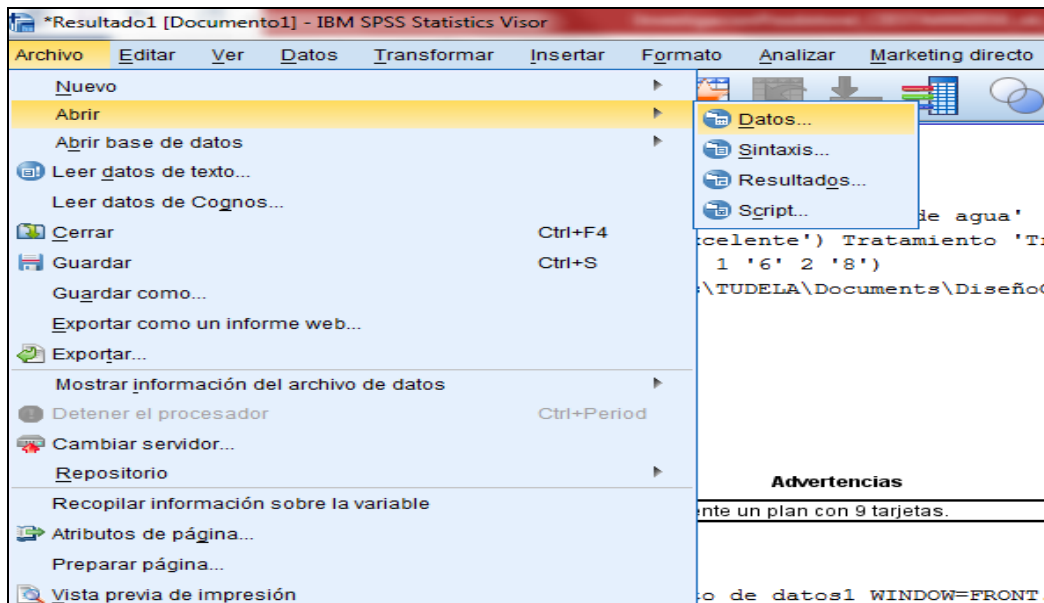 *Resultado1 [Documento1] - IBM SPSS Statistics Visor
Archivo Editar Ver Datos Transformar Insertar Formato Analizar Marketing directo
Nuevo
Abrir
Abrir base de datos
Leer datos de texto...
Leer datos de Cognos...
Cerrar Ctrl+F4
Guardar Ctrl+S
Guardar como...
Exportar como un informe web...
Exportar...
Mostrar información del archivo de datos
Detener el procesador Ctrl+Period
Cambiar servidor...
Repositorio
Recopilar información sobre la variable
Atributos de página...
Preparar página...
Vista previa de impresión
Datos...
Sintaxis...
Resultados...
Script...
de agua'
celente') Tratamiento 'T
1 '6' 2 '8')
\TUDELA\Documents\Diseño
Advertencias
nte un plan con 9 tarjetas.
o de datos1 WINDOW=FRONT.